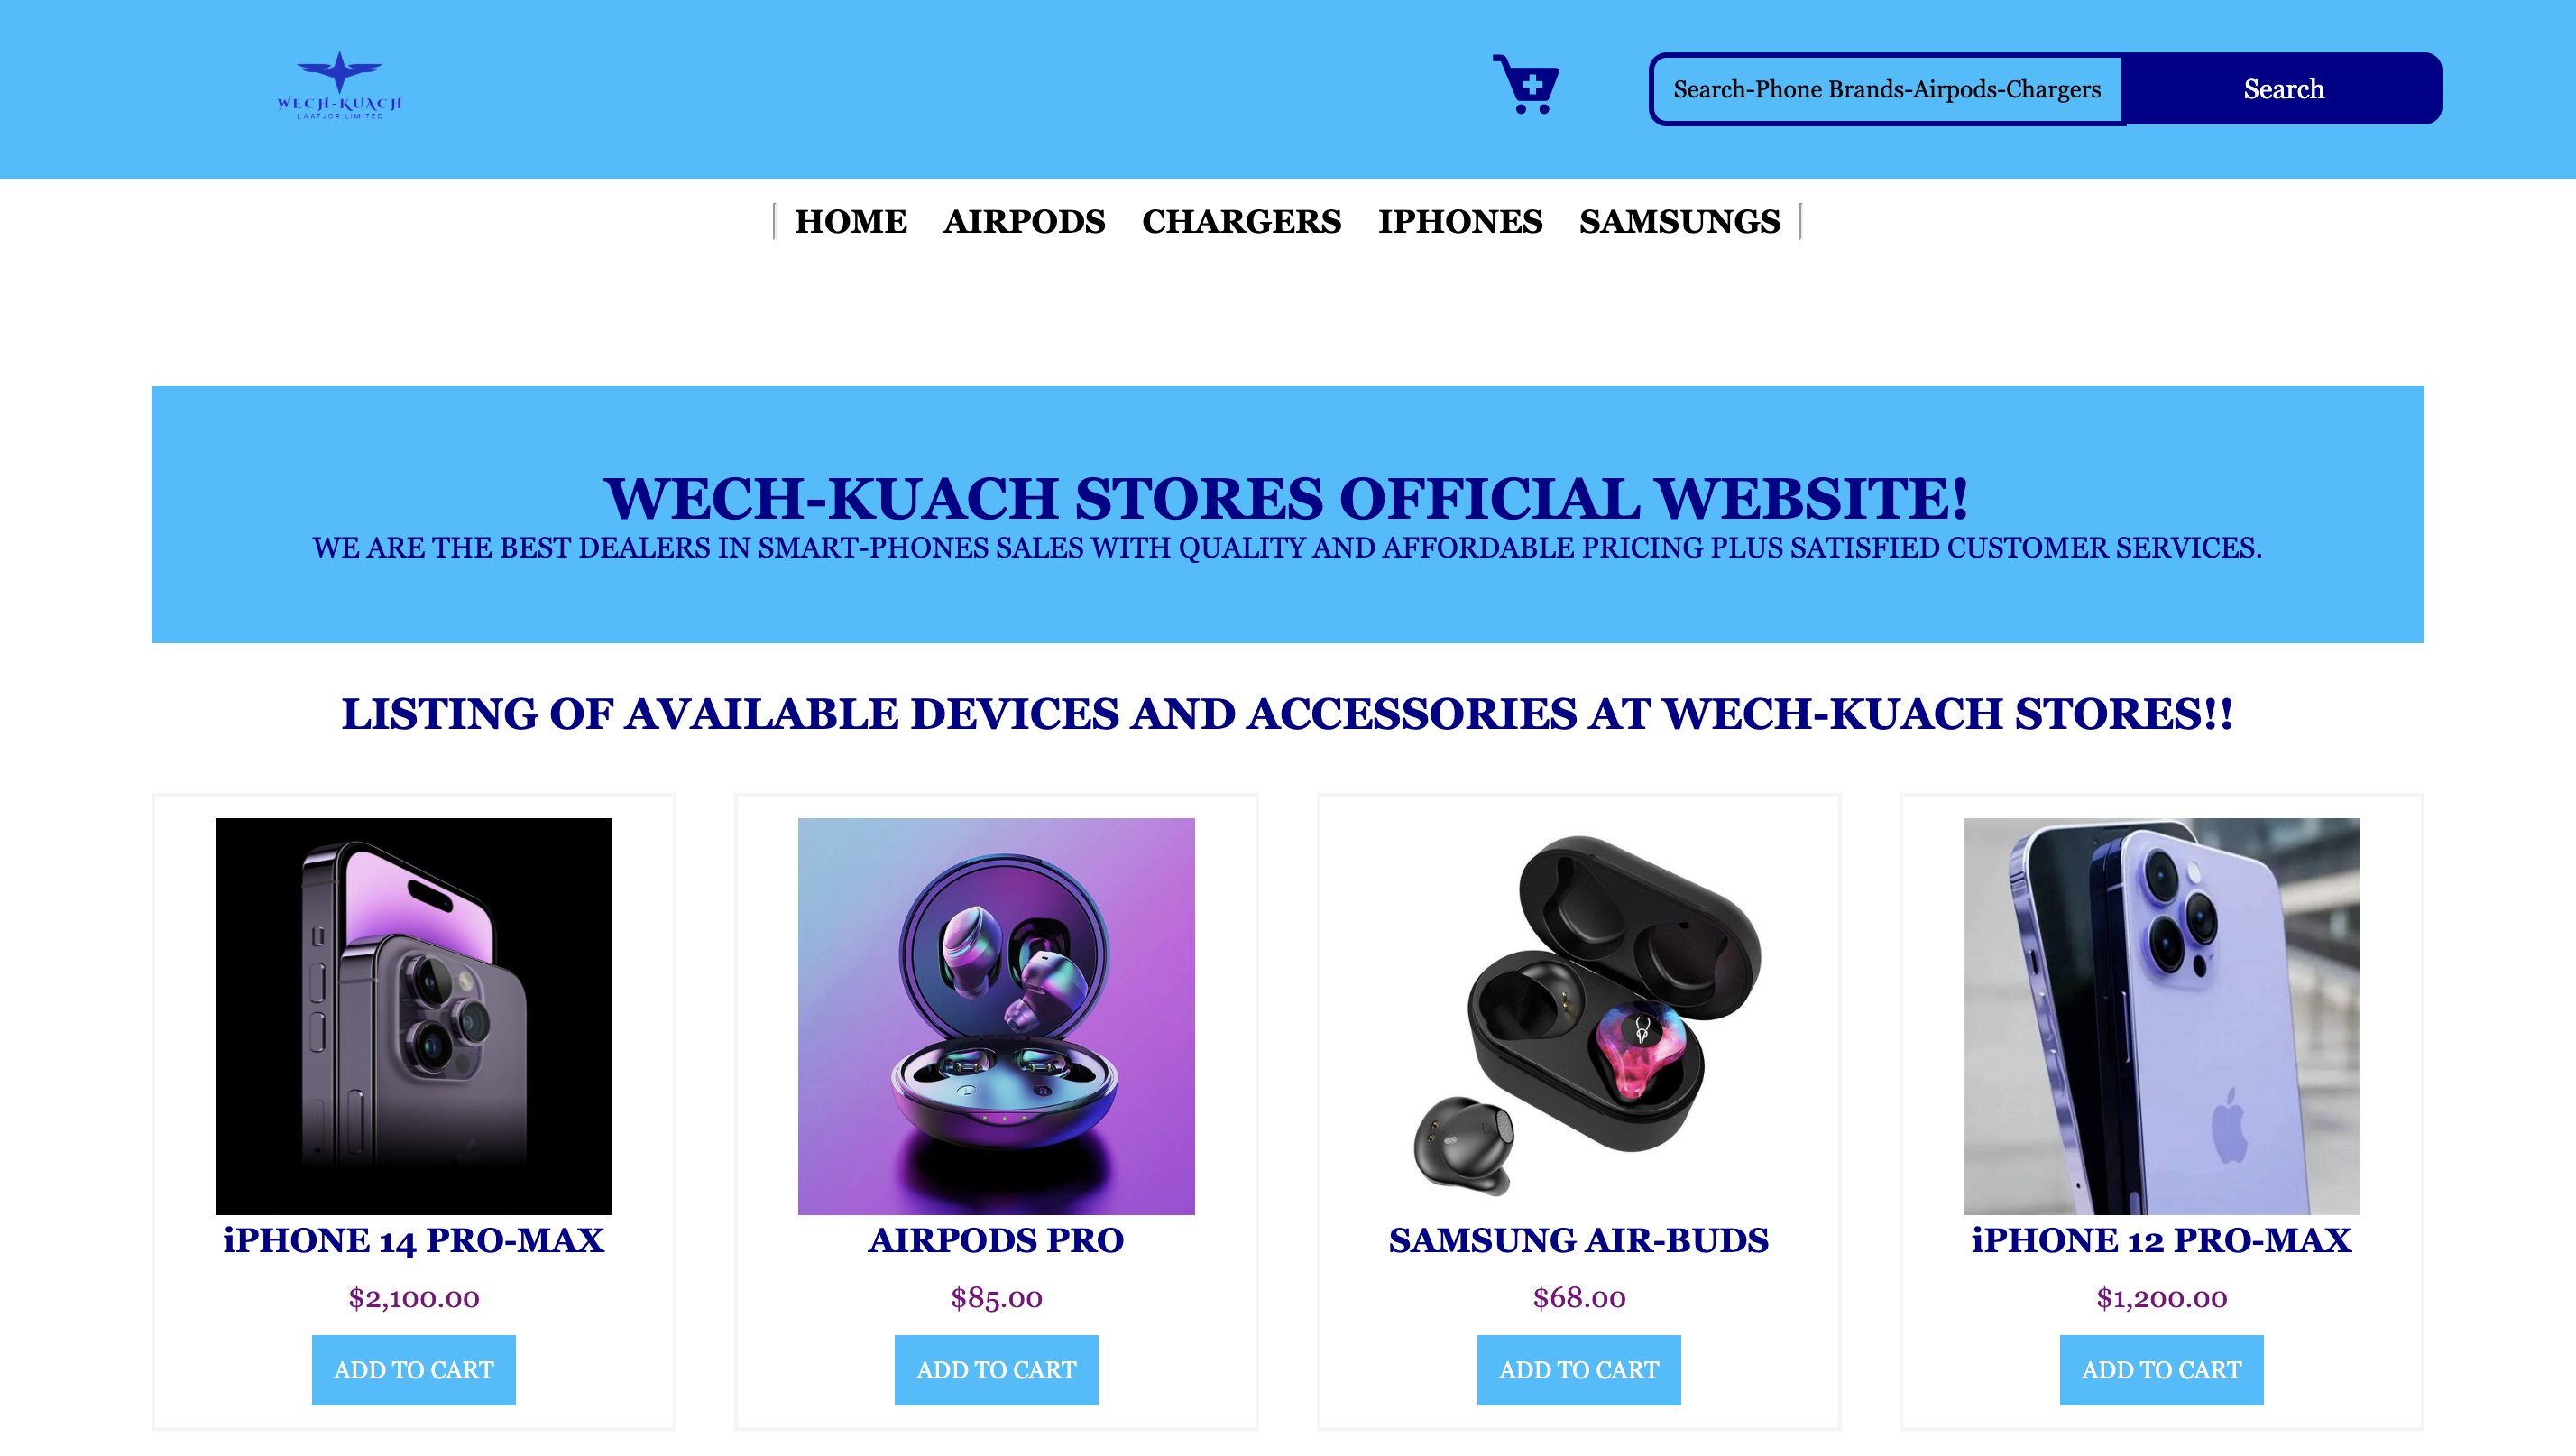 WECH-KUACH
LAATJOR LIMITED
Search-Phone Brands-Airpods-Chargers
Search
HOME AIRPODS CHARGERS IPHONES SAMSUNGS
WECH-KUACH STORES OFFICIAL WEBSITE!
WE ARE THE BEST DEALERS IN SMART-PHONES SALES WITH QUALITY AND AFFORDABLE PRICING PLUS SATISFIED CUSTOMER SERVICES.
LISTING OF AVAILABLE DEVICES AND ACCESSORIES AT WECH-KUACH STORES!!
L R
iPHONE 14 PRO-MAX
$2,100.00
ADD TO CART
AIRPODS PRO
$85.00
ADD TO CART
SAMSUNG AIR-BUDS
$68.00
ADD TO CART
iPHONE 12 PRO-MAX
$1,200.00
ADD TO CART